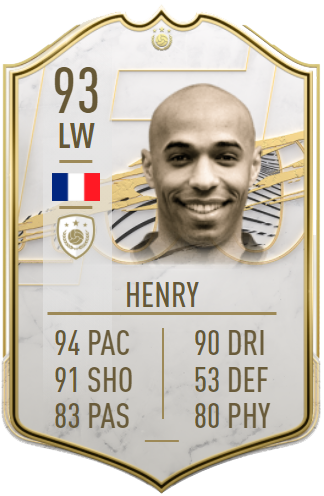 93
LW
HENRY
94 PAC 90 DRI
91 SHO 53 DEF
83 PAS 80 PHY